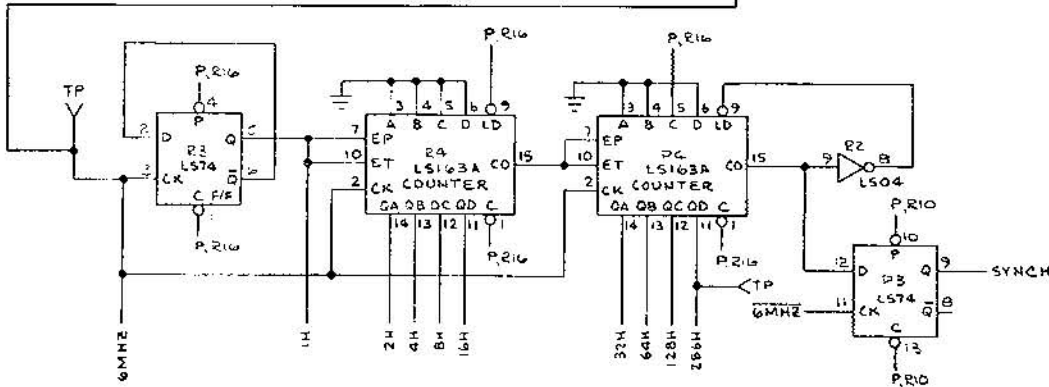 P,R16
P,R16
TP
P,R16
4
3 4 5 6 9
3 4 5 6 9
2 D P Q 5
7 EP A B C D LD
7 EP A B C D LD
R3
LS74
10 ET R4 CO 15
10 ET P4 CO 15
R2
9 8
LS04
3 CK Q 6
LS163A
LS163A
C F/F
2 CK COUNTER
2 CK COUNTER
1
QA QB QC QD C
QA QB QC QD C
P,R16
14 13 12 11 1
14 13 12 11 1
P,R10
10
P,R16
P,R16
12 D P Q 9 SYNCH
TP
P3
LS74
6MHZ 11 CK Q 8
C
13
P,R10
6MHZ
1H
2H
4H
8H
16H
32H
64H
128H
256H